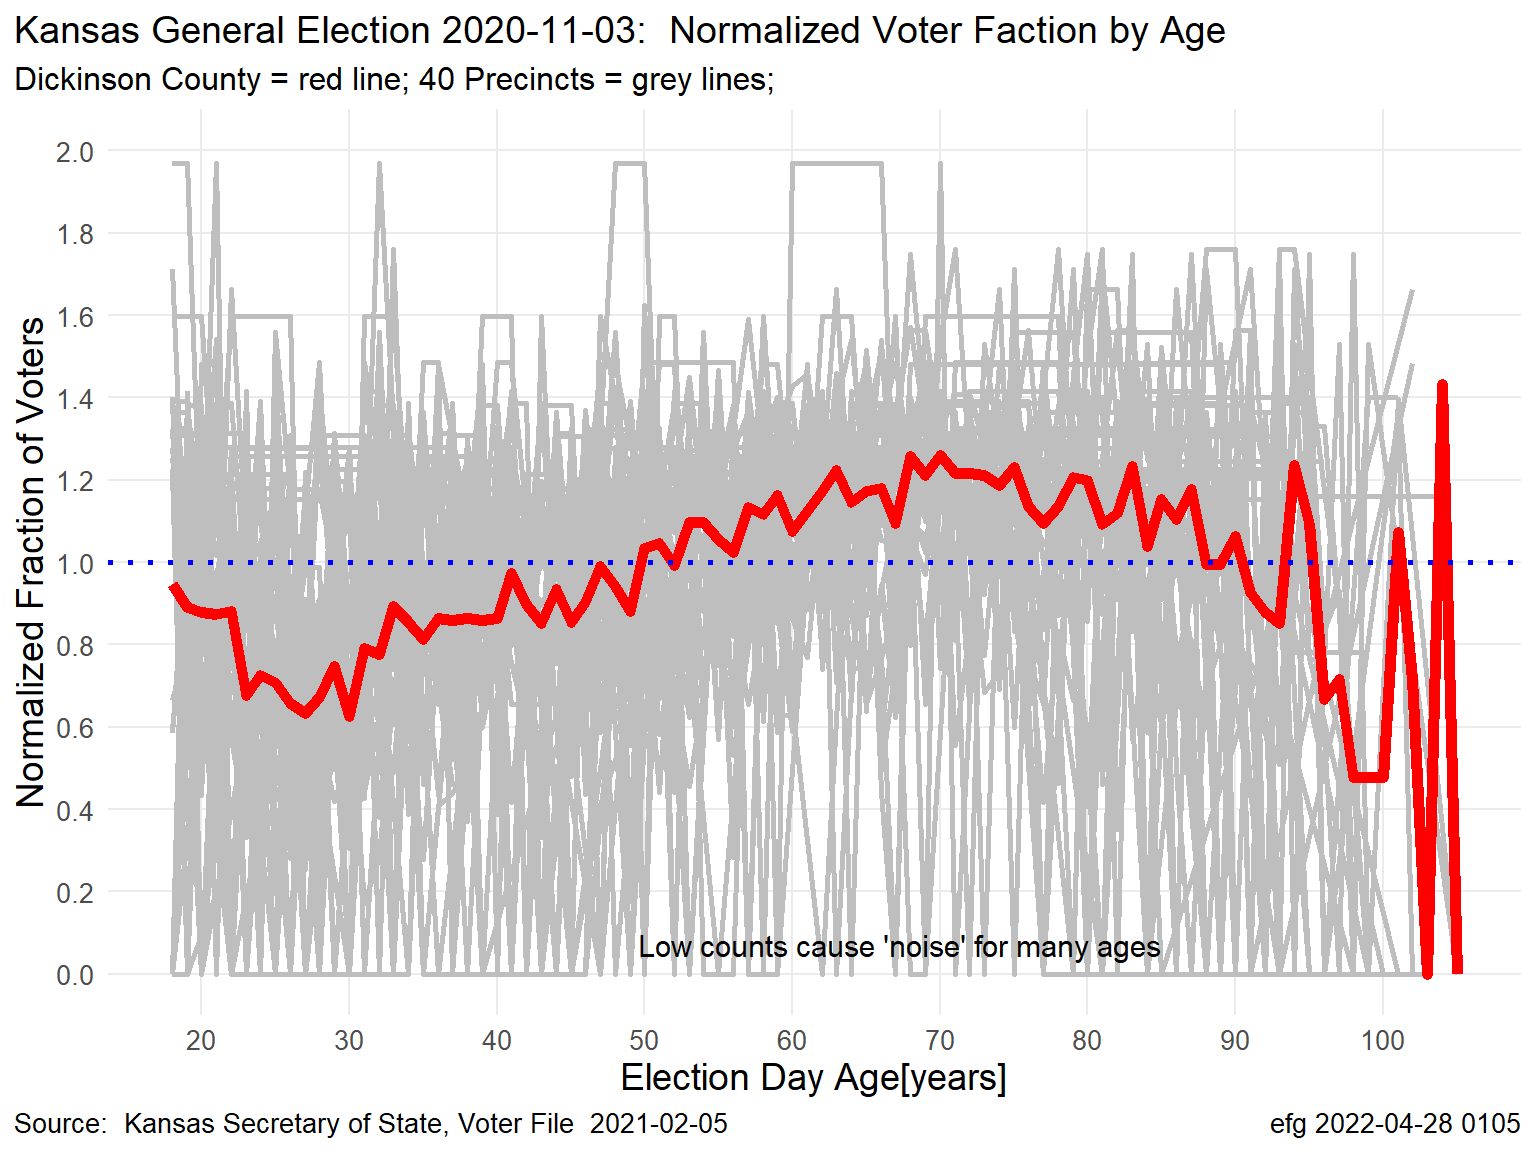 Kansas General Election 2020-11-03:  Normalized Voter Faction by Age
Dickinson County = red line; 40 Precincts = grey lines;
Normalized Fraction of Voters
2.0
1.8
1.6
1.4
1.2
1.0
0.8
0.6
0.4
0.2
0.0
Low counts cause 'noise' for many ages
20 30 40 50 60 70 80 90 100
Election Day Age[years]
Source:  Kansas Secretary of State, Voter File  2021-02-05
efg 2022-04-28 0105